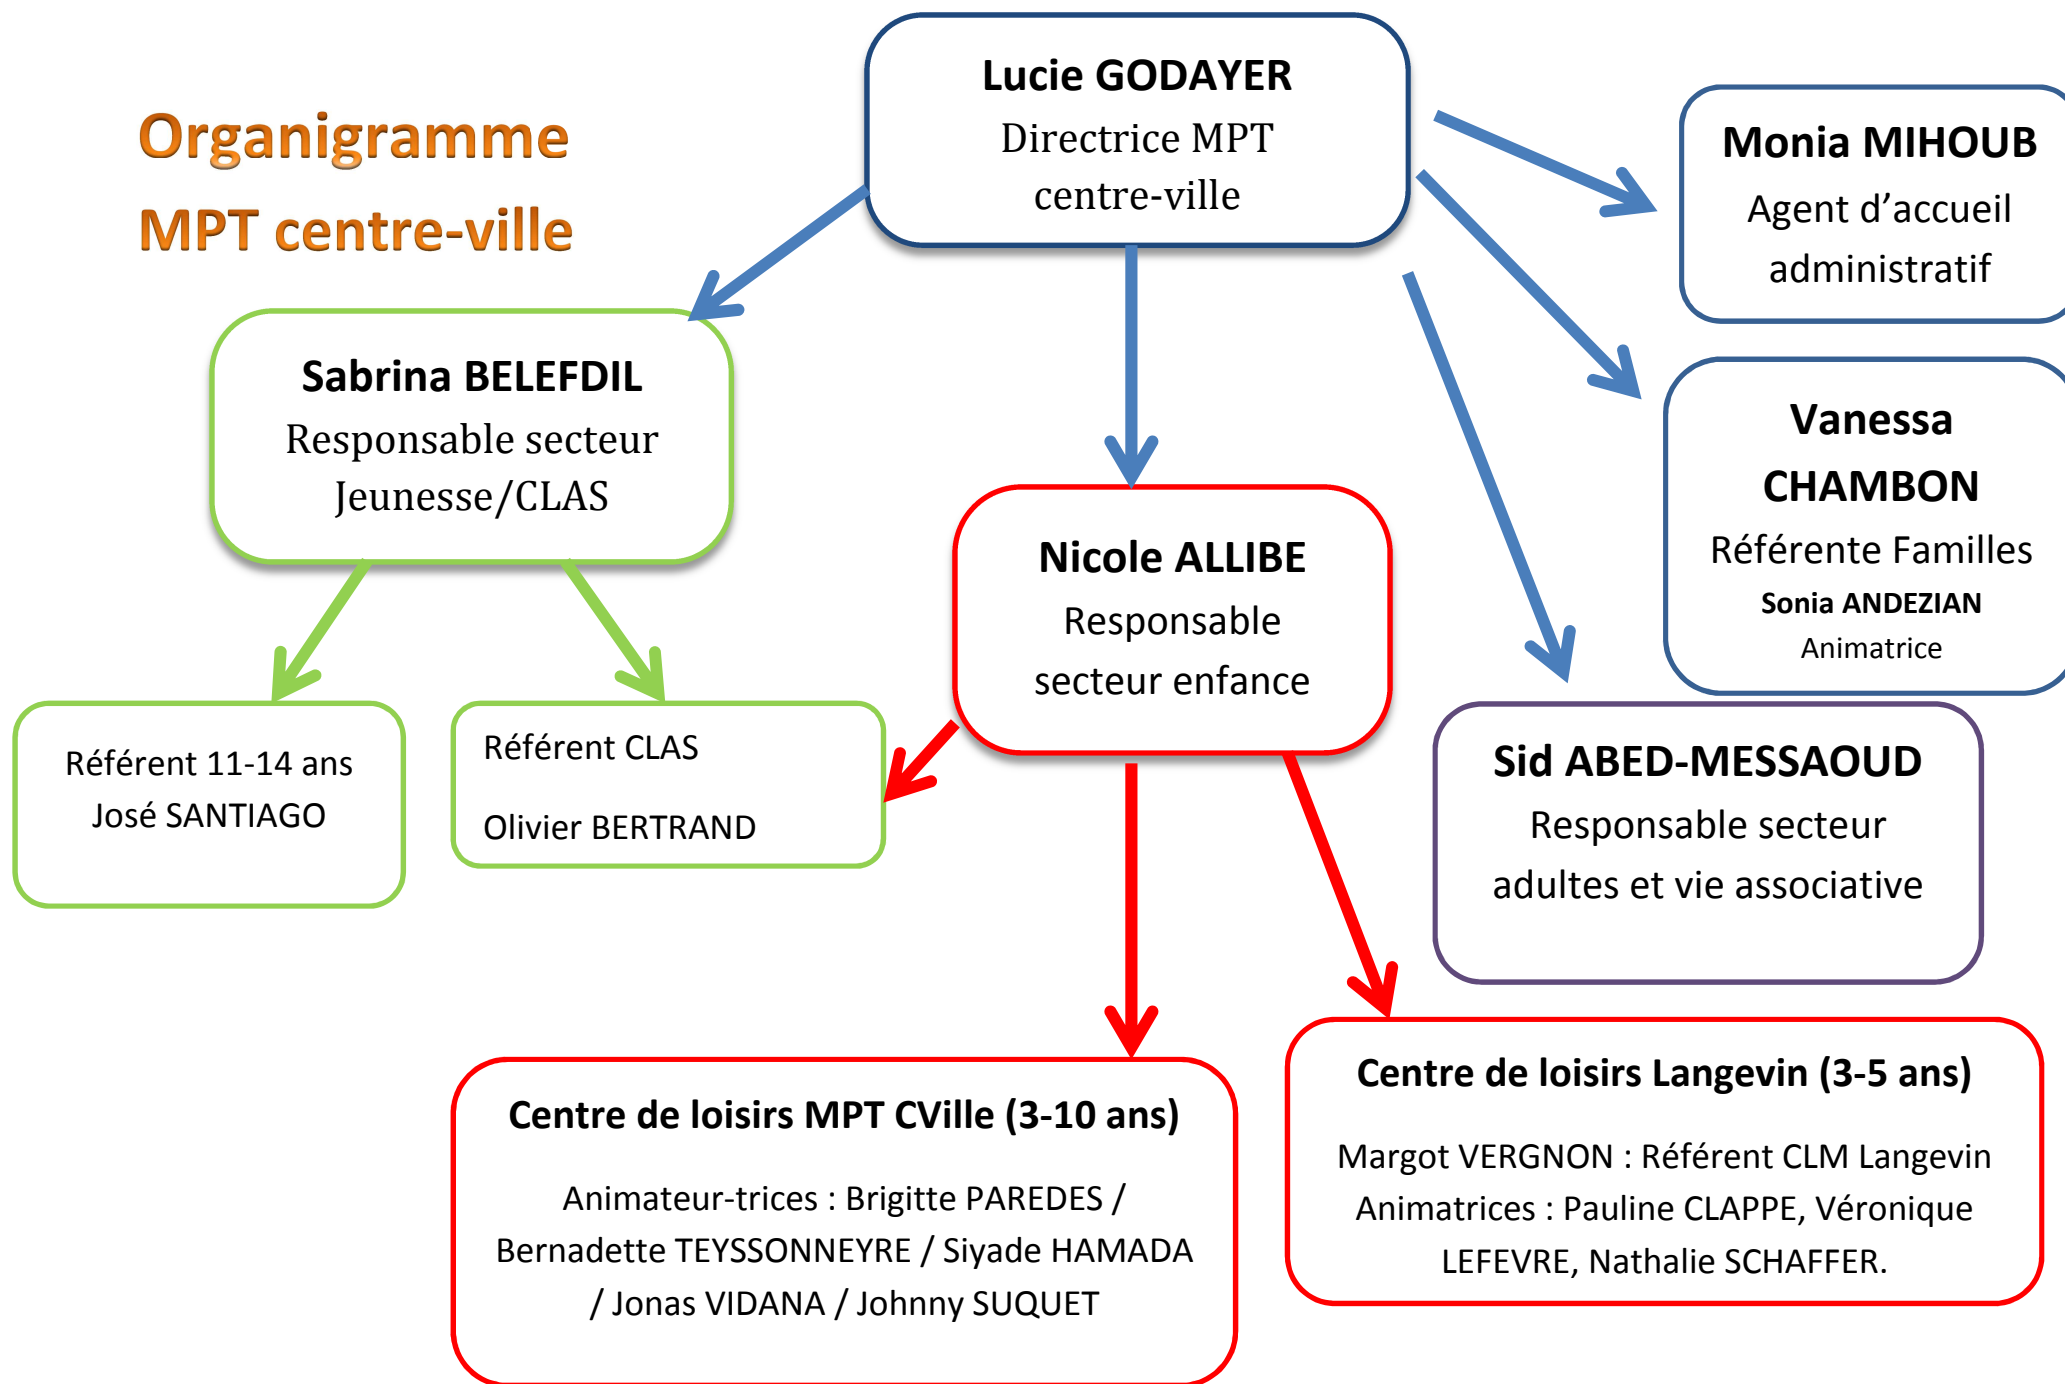 Organigramme
MPT centre-ville
Lucie GODAYER
Directrice MPT
centre-ville
Monia MIHOUB
Agent d’accueil
administratif
Sabrina BELEFDIL
Responsable secteur
Jeunesse/CLAS
Vanessa
CHAMBON
Référente Familles
Sonia ANDEZIAN
Animatrice
Nicole ALLIBE
Responsable
secteur enfance
Référent 11-14 ans
José SANTIAGO
Référent CLAS
Olivier BERTRAND
Sid ABED-MESSAOUD
Responsable secteur
adultes et vie associative
Centre de loisirs MPT CVille (3-10 ans)
Animateur-trices : Brigitte PAREDES /
Bernadette TEYSSONNEYRE / Siyade HAMADA
/ Jonas VIDANA / Johnny SUQUET
Centre de loisirs Langevin (3-5 ans)
Margot VERGNON : Référent CLM Langevin
Animatrices : Pauline CLAPPE, Véronique
LEFEVRE, Nathalie SCHAFFER.